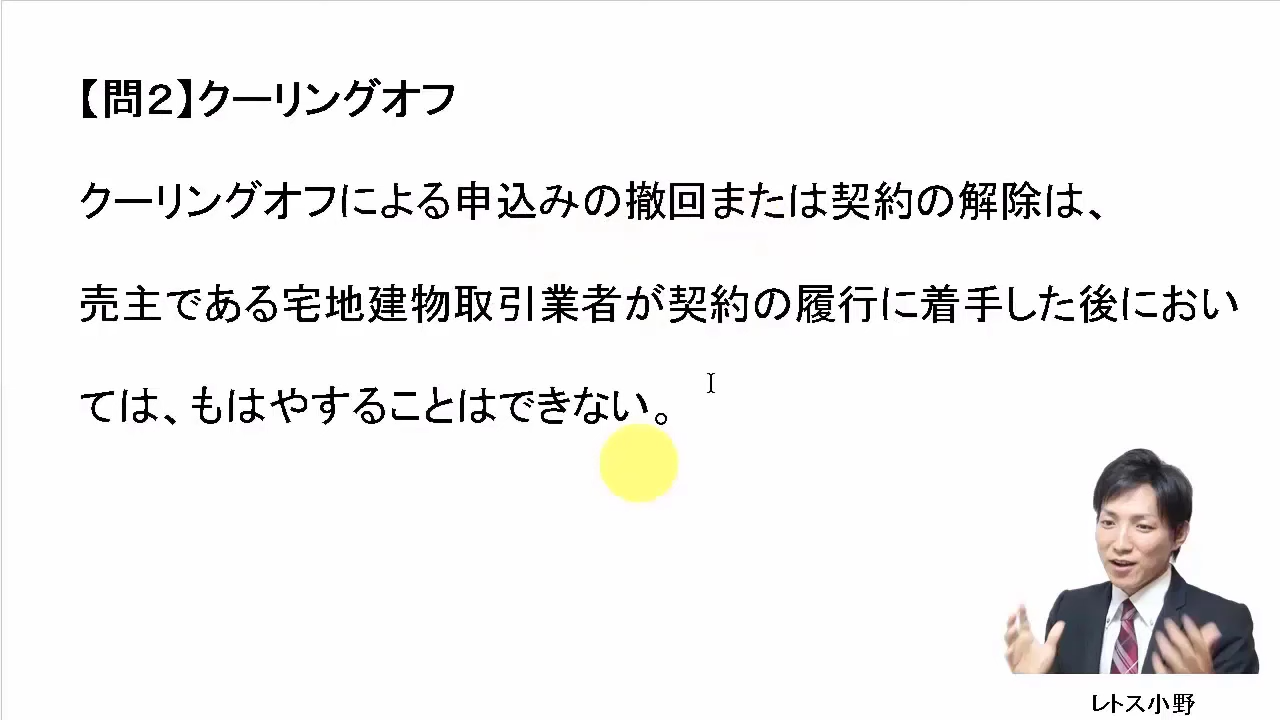 【問２】クーリングオフ
クーリングオフによる申込みの撤回または契約の解除は、
売主である宅地建物取引業者が契約の履行に着手した後におい
ては、もはやすることはできない。
レトス小野